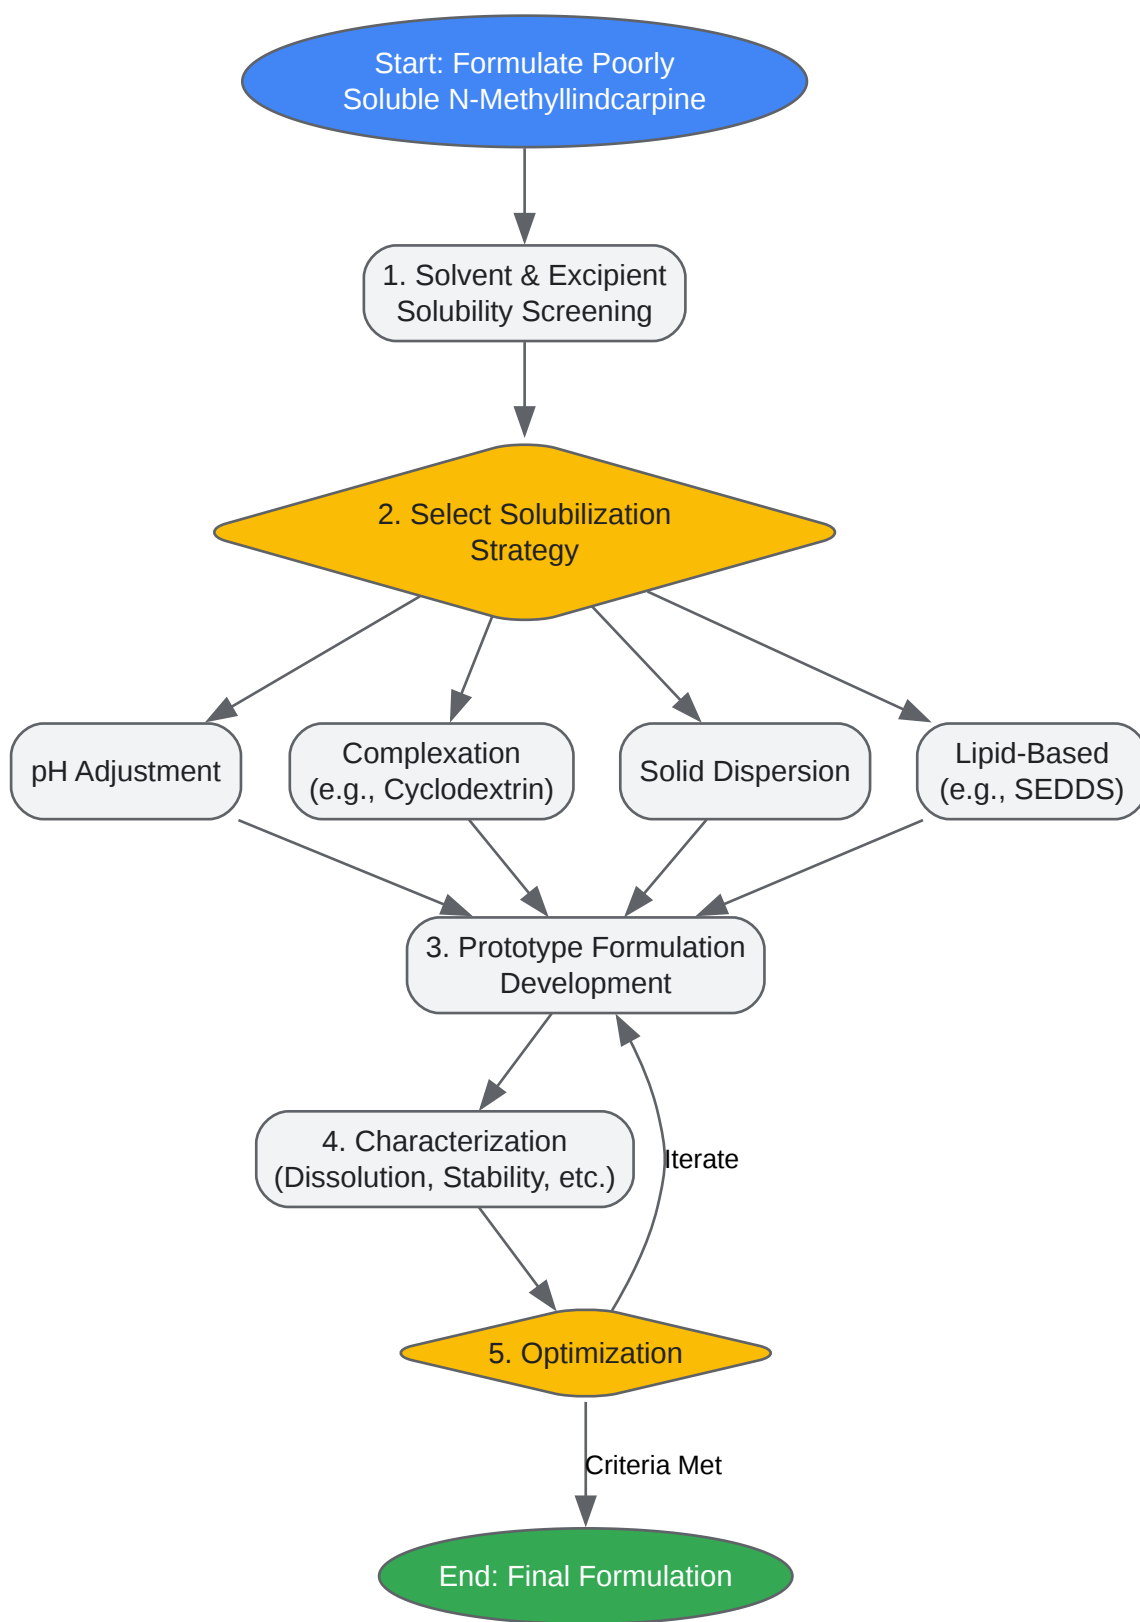 Start: Formulate Poorly
Soluble N-Methyllindcarpine
1. Solvent & Excipient
Solubility Screening
2. Select Solubilization
Strategy
pH Adjustment
Complexation
(e.g., Cyclodextrin)
Solid Dispersion
Lipid-Based
(e.g., SEDDS)
3. Prototype Formulation
Development
4. Characterization
(Dissolution, Stability, etc.)
Iterate
5. Optimization
Criteria Met
End: Final Formulation